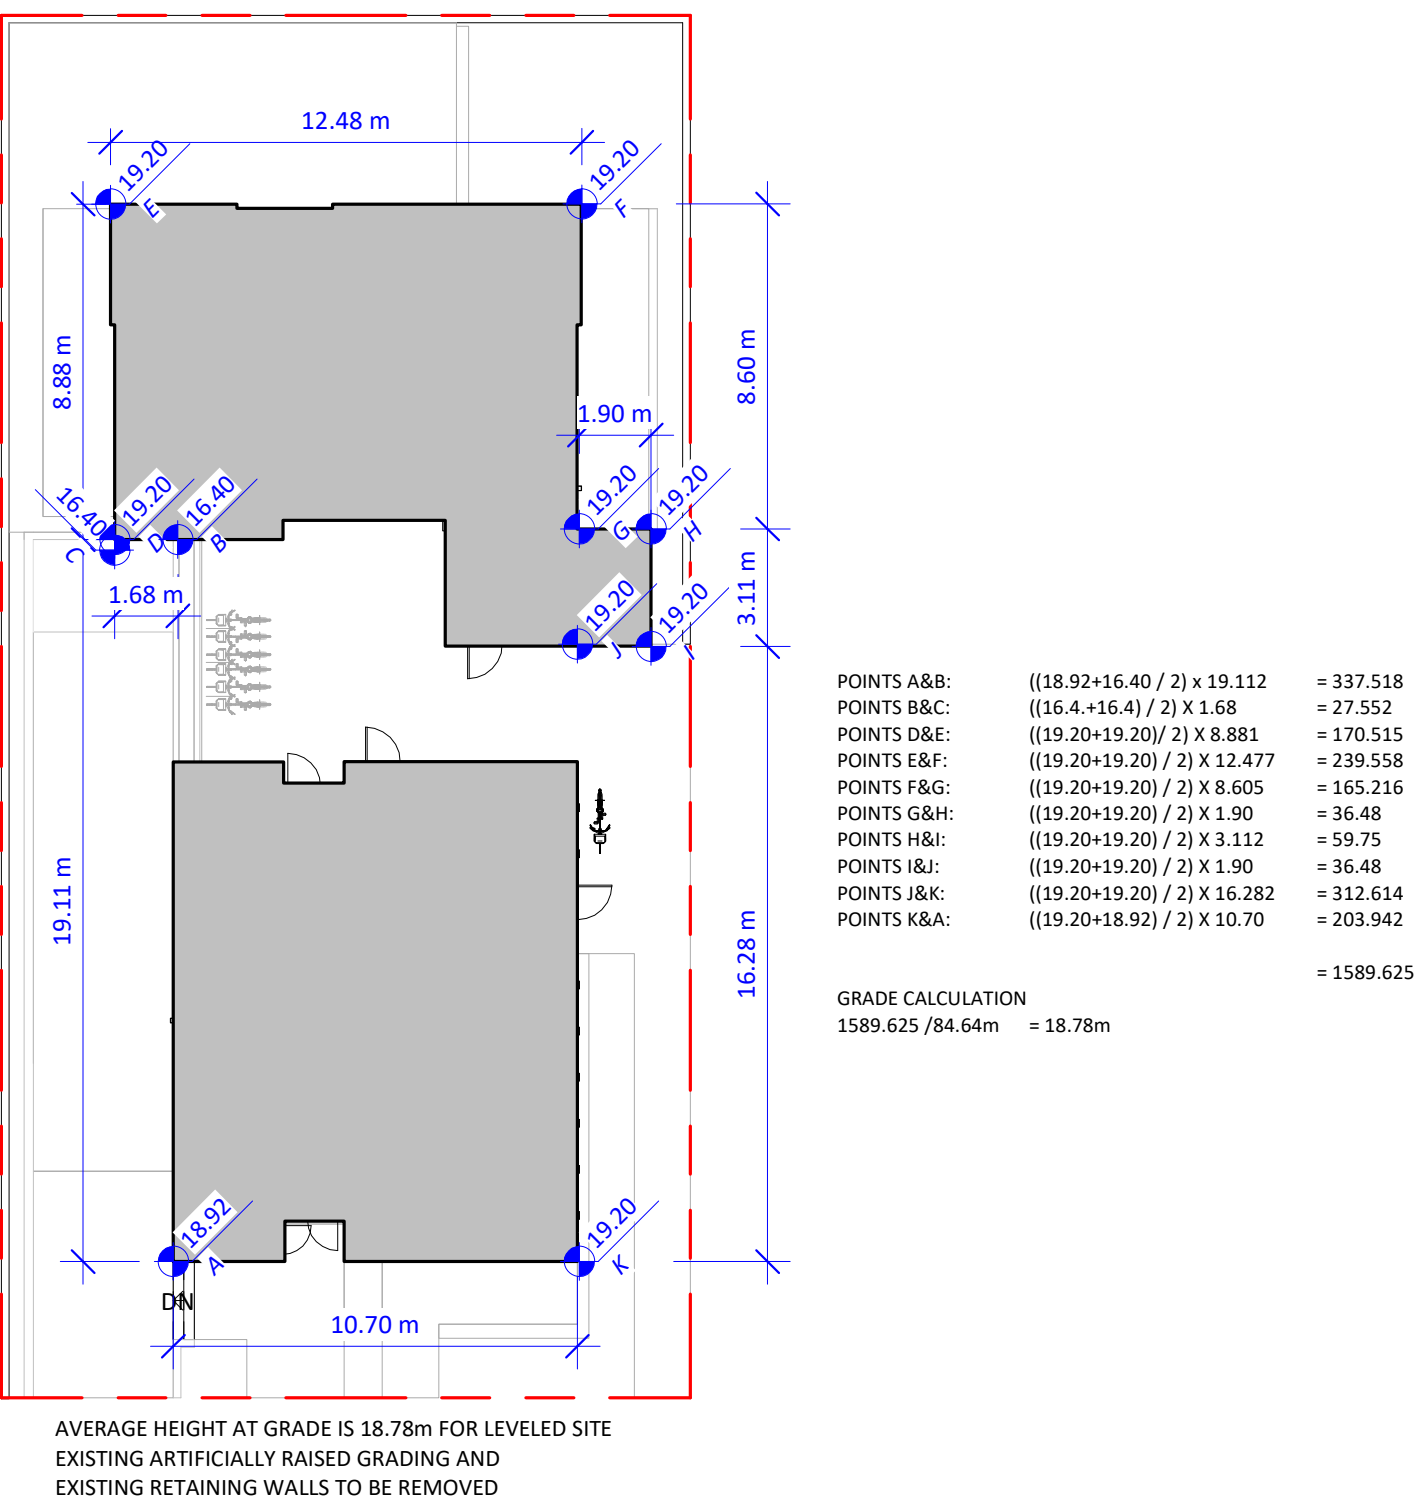 12.48 m
19.20
E
19.20
F
8.88 m
8.60 m
1.90 m
16.40
C
19.20
D
16.40
B
19.20
G
19.20
H
1.68 m
3.11 m
19.20
J
19.20
I
19.11 m
16.28 m
18.92
A
19.20
K
DN
10.70 m
POINTS A&B: ((18.92+16.40 / 2) x 19.112 = 337.518
POINTS B&C: ((16.4.+16.4) / 2) X 1.68 = 27.552
POINTS D&E: ((19.20+19.20)/ 2) X 8.881 = 170.515
POINTS E&F: ((19.20+19.20) / 2) X 12.477 = 239.558
POINTS F&G: ((19.20+19.20) / 2) X 8.605 = 165.216
POINTS G&H: ((19.20+19.20) / 2) X 1.90 = 36.48
POINTS H&I: ((19.20+19.20) / 2) X 3.112 = 59.75
POINTS I&J: ((19.20+19.20) / 2) X 1.90 = 36.48
POINTS J&K: ((19.20+19.20) / 2) X 16.282 = 312.614
POINTS K&A: ((19.20+18.92) / 2) X 10.70 = 203.942
= 1589.625
GRADE CALCULATION
1589.625 /84.64m = 18.78m
AVERAGE HEIGHT AT GRADE IS 18.78m FOR LEVELED SITE
EXISTING ARTIFICIALLY RAISED GRADING AND
EXISTING RETAINING WALLS TO BE REMOVED